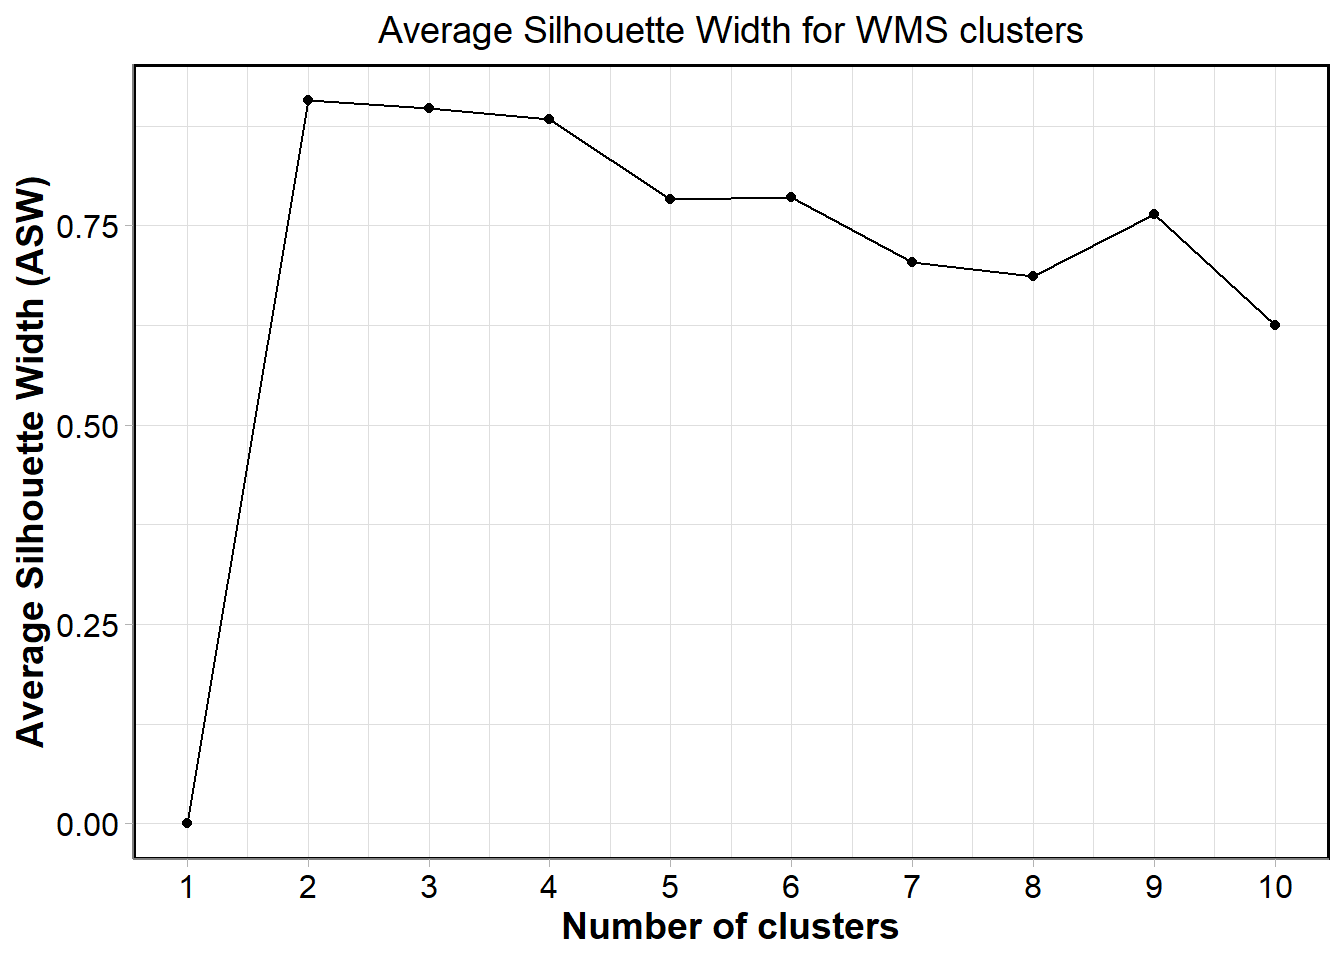 Average Silhouette Width for WMS clusters
Average Silhouette Width (ASW)
0.75
0.50
0.25
0.00
1 2 3 4 5 6 7 8 9 10
Number of clusters